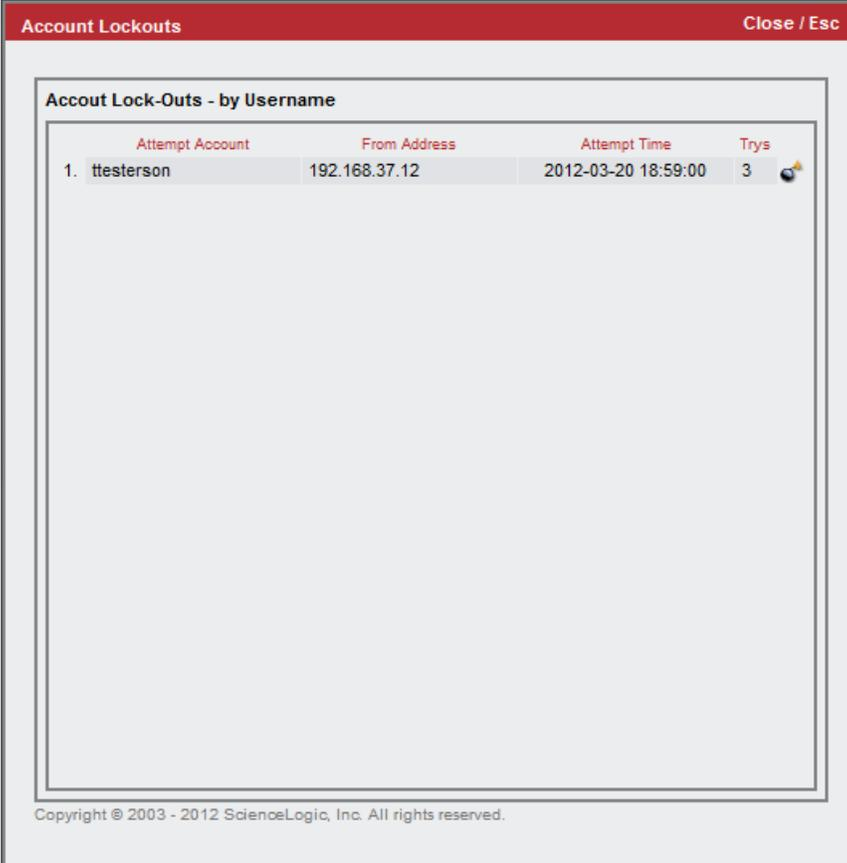 Account Lockouts Close / Esc
Accout Lock-Outs - by Username
Attempt Account From Address Attempt Time Trys
1. ttesterson 192.168.37.12 2012-03-20 18:59:00 3
Copyright © 2003 - 2012 ScienceLogic, Inc. All rights reserved.